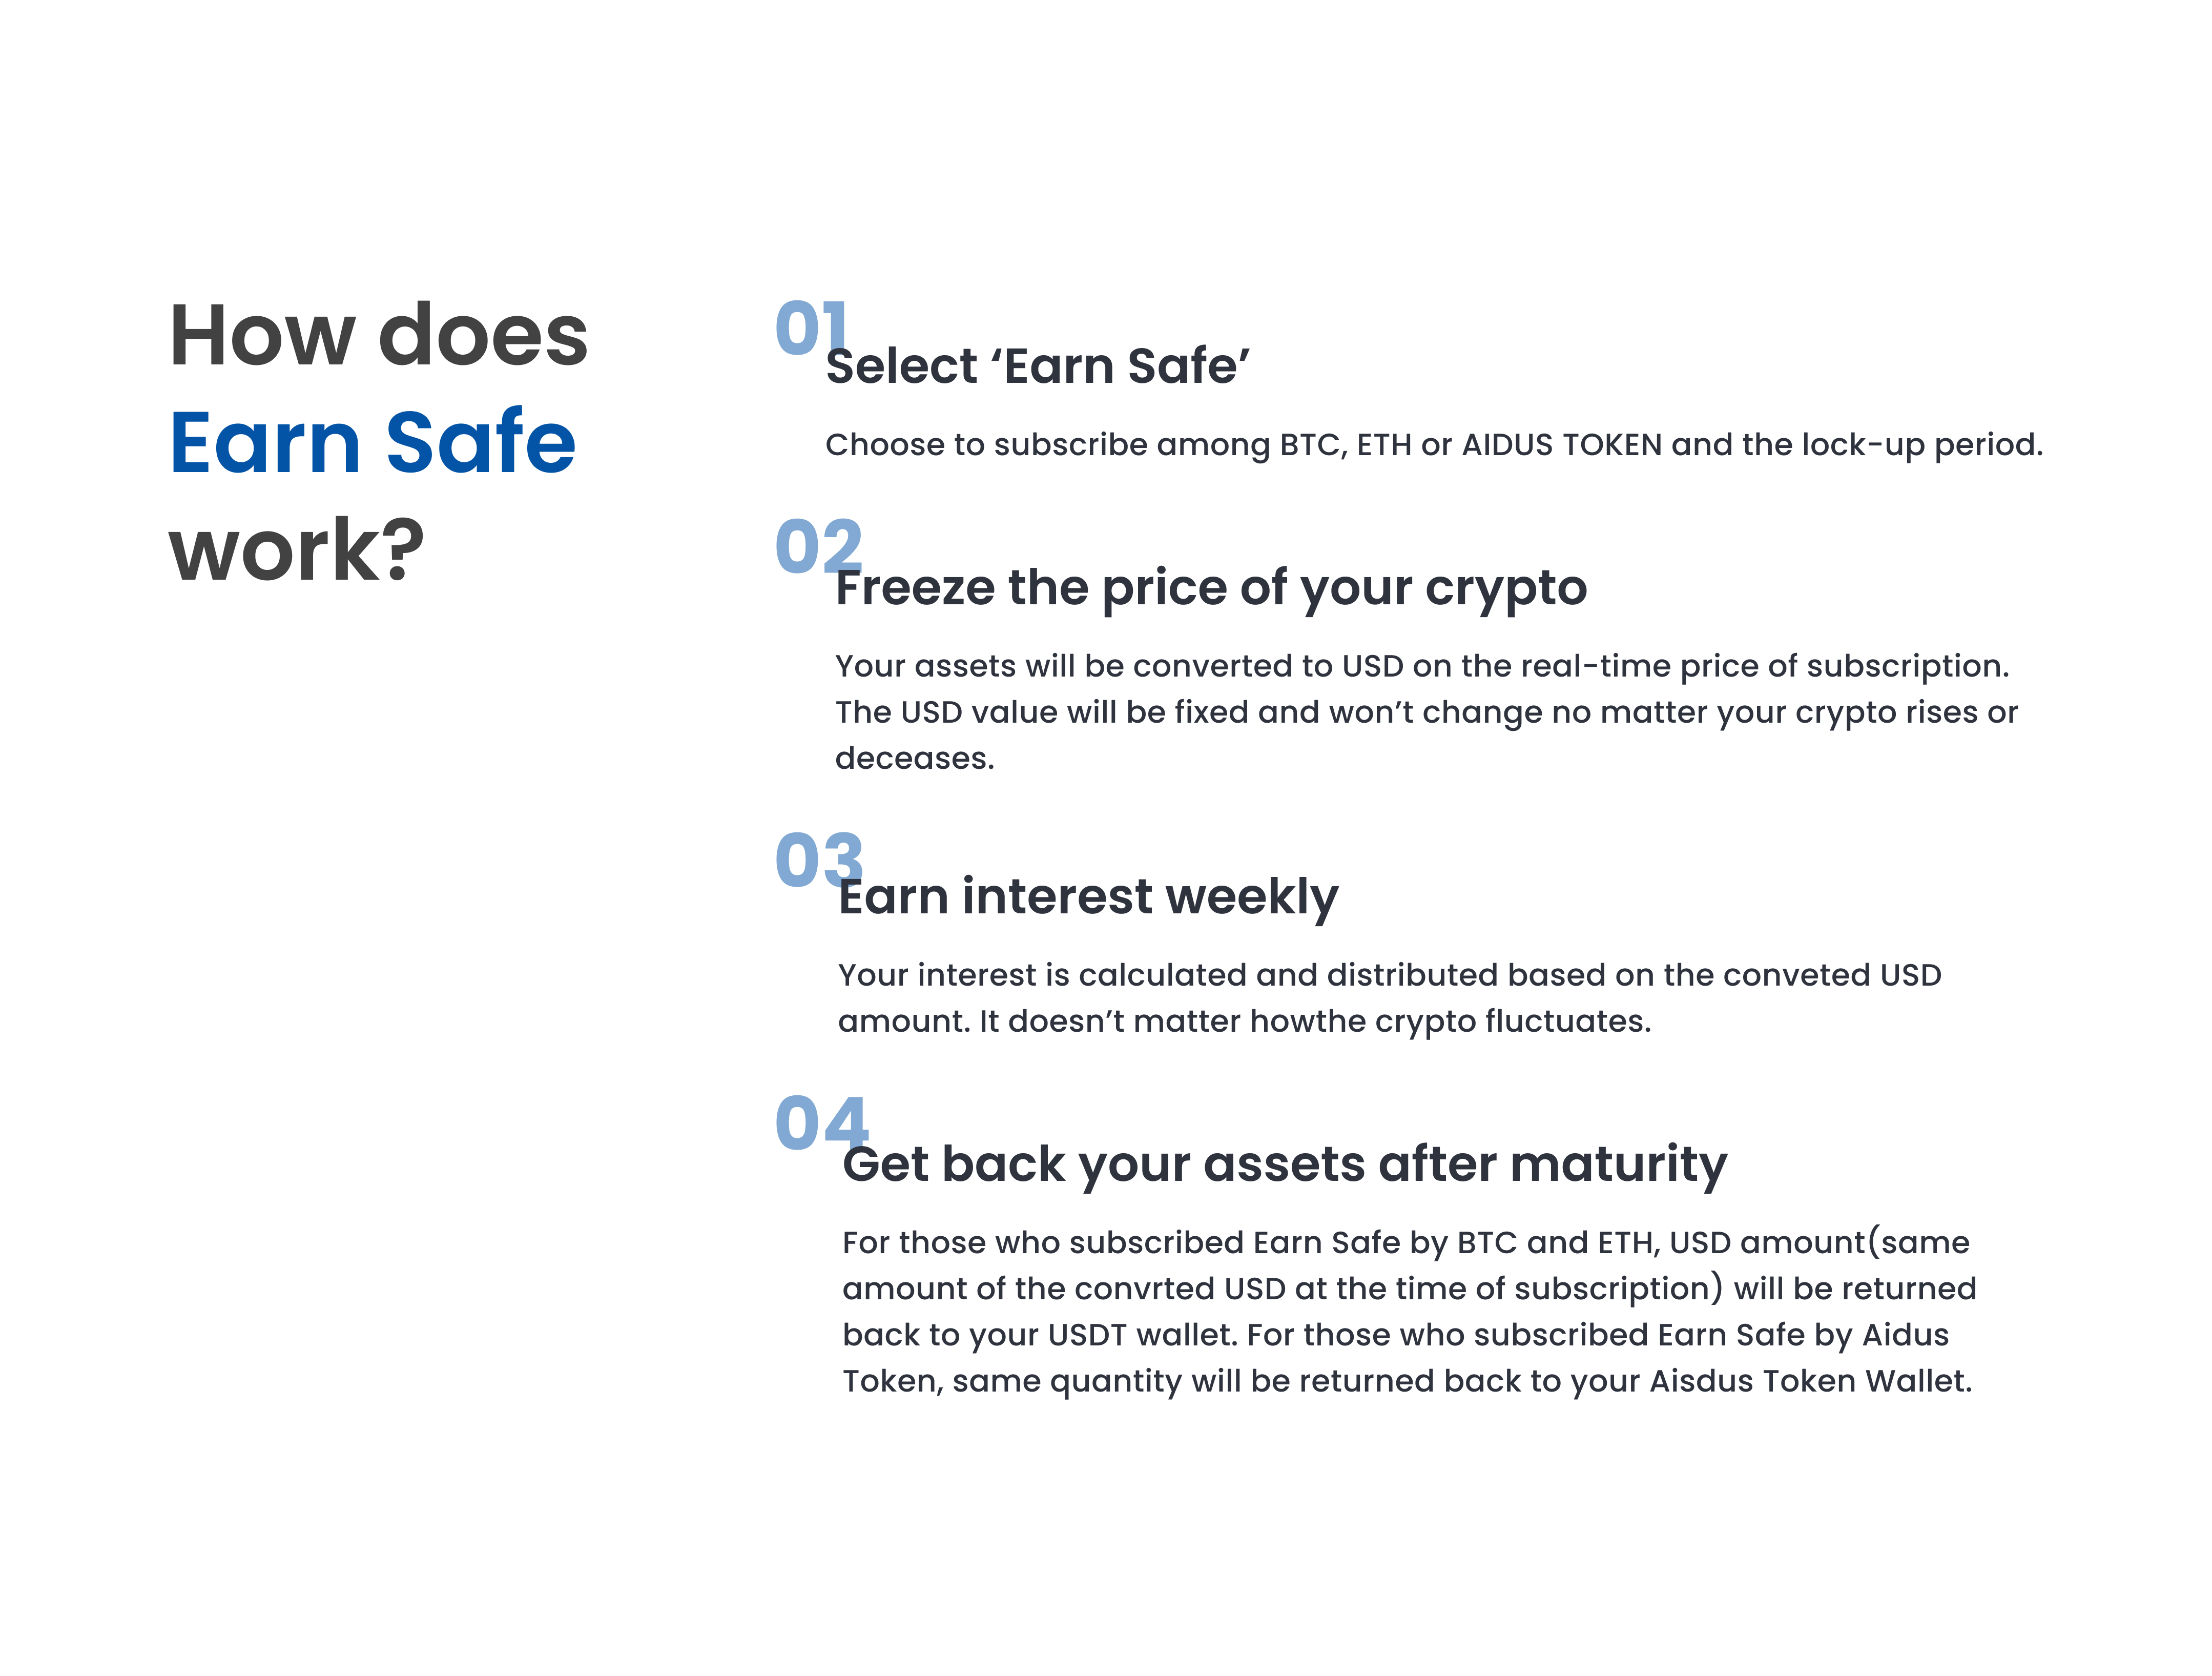 How does
Earn Safe
work?
01
Select ‘Earn Safe’
Choose to subscribe among BTC, ETH or AIDUS TOKEN and the lock-up period.
02
Freeze the price of your crypto
Your assets will be converted to USD on the real-time price of subscription.
The USD value will be fixed and won’t change no matter your crypto rises or
deceases.
03
Earn interest weekly
Your interest is calculated and distributed based on the conveted USD
amount. It doesn’t matter howthe crypto fluctuates.
04
Get back your assets after maturity
For those who subscribed Earn Safe by BTC and ETH, USD amount(same
amount of the convrted USD at the time of subscription) will be returned
back to your USDT wallet. For those who subscribed Earn Safe by Aidus
Token, same quantity will be returned back to your Aisdus Token Wallet.